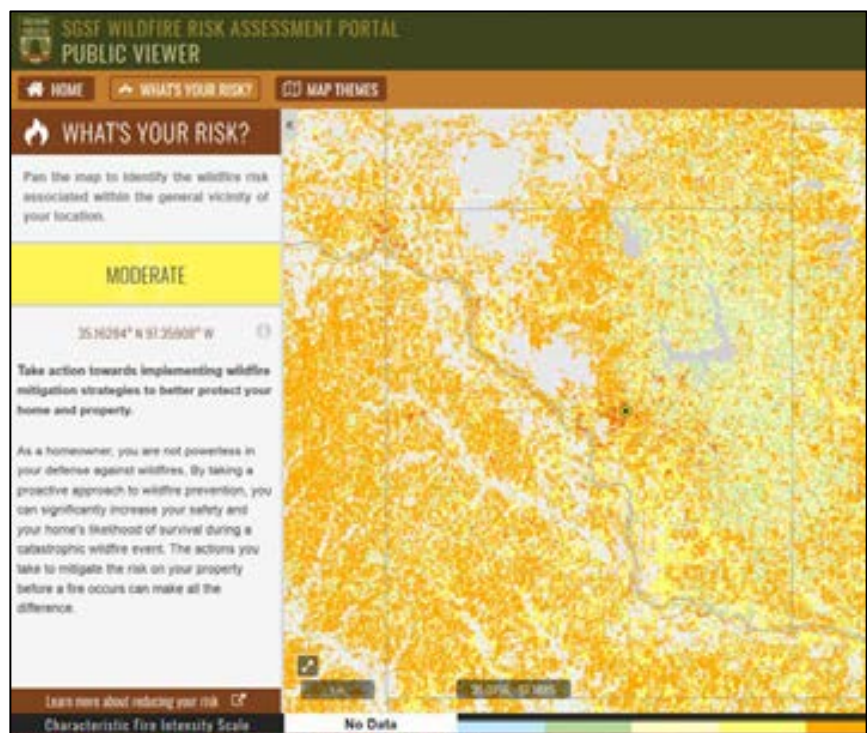 SGSF WILDFIRE RISK ASSESSMENT PORTAL
PUBLIC VIEWER
HOME
WHAT'S YOUR RISK?
MAP THEMES
WHAT'S YOUR RISK?
Pan the map to identify the wildfire risk
associated within the general vicinity of
your location.
MODERATE
Take action towards implementing wildfire
mitigation strategies to better protect your
home and property.
As a homeowner, you are not powerless in
your defense against wildfires. By taking a
proactive approach to wildfire prevention, you
can significantly increase your safety and
your home's likelihood of survival during a
catastrophic wildfire event. The actions you
take to mitigate the risk on your property
before a fire occurs can make all the
difference.
Learn more about reducing your risk
Characteristic Fire Intensity Scale
No Data